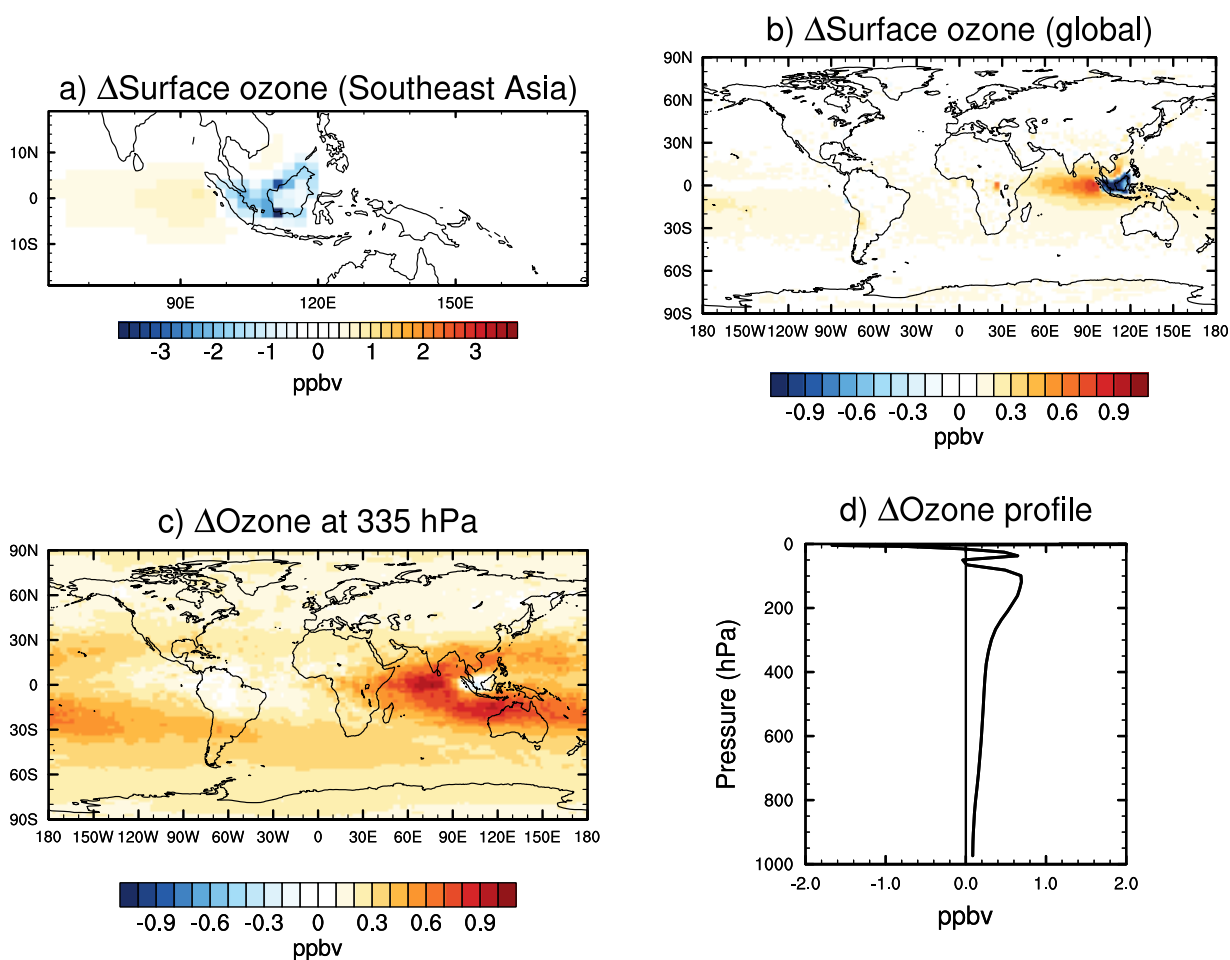 a) ΔSurface ozone (Southeast Asia)
10N
0
10S
90E 120E 150E
-3 -2 -1 0 1 2 3
ppbv
b) ΔSurface ozone (global)
90N
60N
30N
0
30S
60S
90S
180 150W 120W 90W 60W 30W 0 30E 60E 90E 120E 150E 180
-0.9 -0.6 -0.3 0 0.3 0.6 0.9
ppbv
c) ΔOzone at 335 hPa
90N
60N
30N
0
30S
60S
90S
180 150W 120W 90W 60W 30W 0 30E 60E 90E 120E 150E 180
-0.9 -0.6 -0.3 0 0.3 0.6 0.9
ppbv
d) ΔOzone profile
Pressure (hPa)
0
200
400
600
800
1000
-2.0 -1.0 0.0 1.0 2.0
ppbv